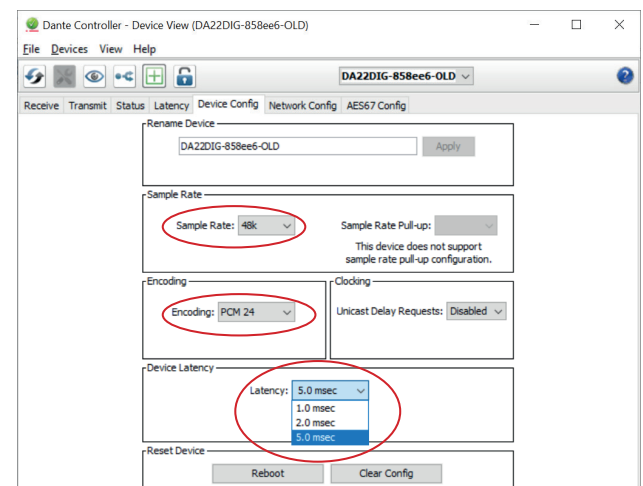 Dante Controller - Device View (DA22DIG-858ee6-OLD)
File Devices View Help
DA22DIG-858ee6-OLD
?
Receive Transmit Status Latency Device Config Network Config AES67 Config
Rename Device
DA22DIG-858ee6-OLD Apply
Sample Rate
Sample Rate: 48k Sample Rate Pull-up:
This device does not support
sample rate pull-up configuration.
Encoding Clocking
Encoding: PCM 24 Unicast Delay Requests: Disabled
Device Latency
Latency: 5.0 msec
1.0 msec
2.0 msec
5.0 msec
Reset Device
Reboot Clear Config